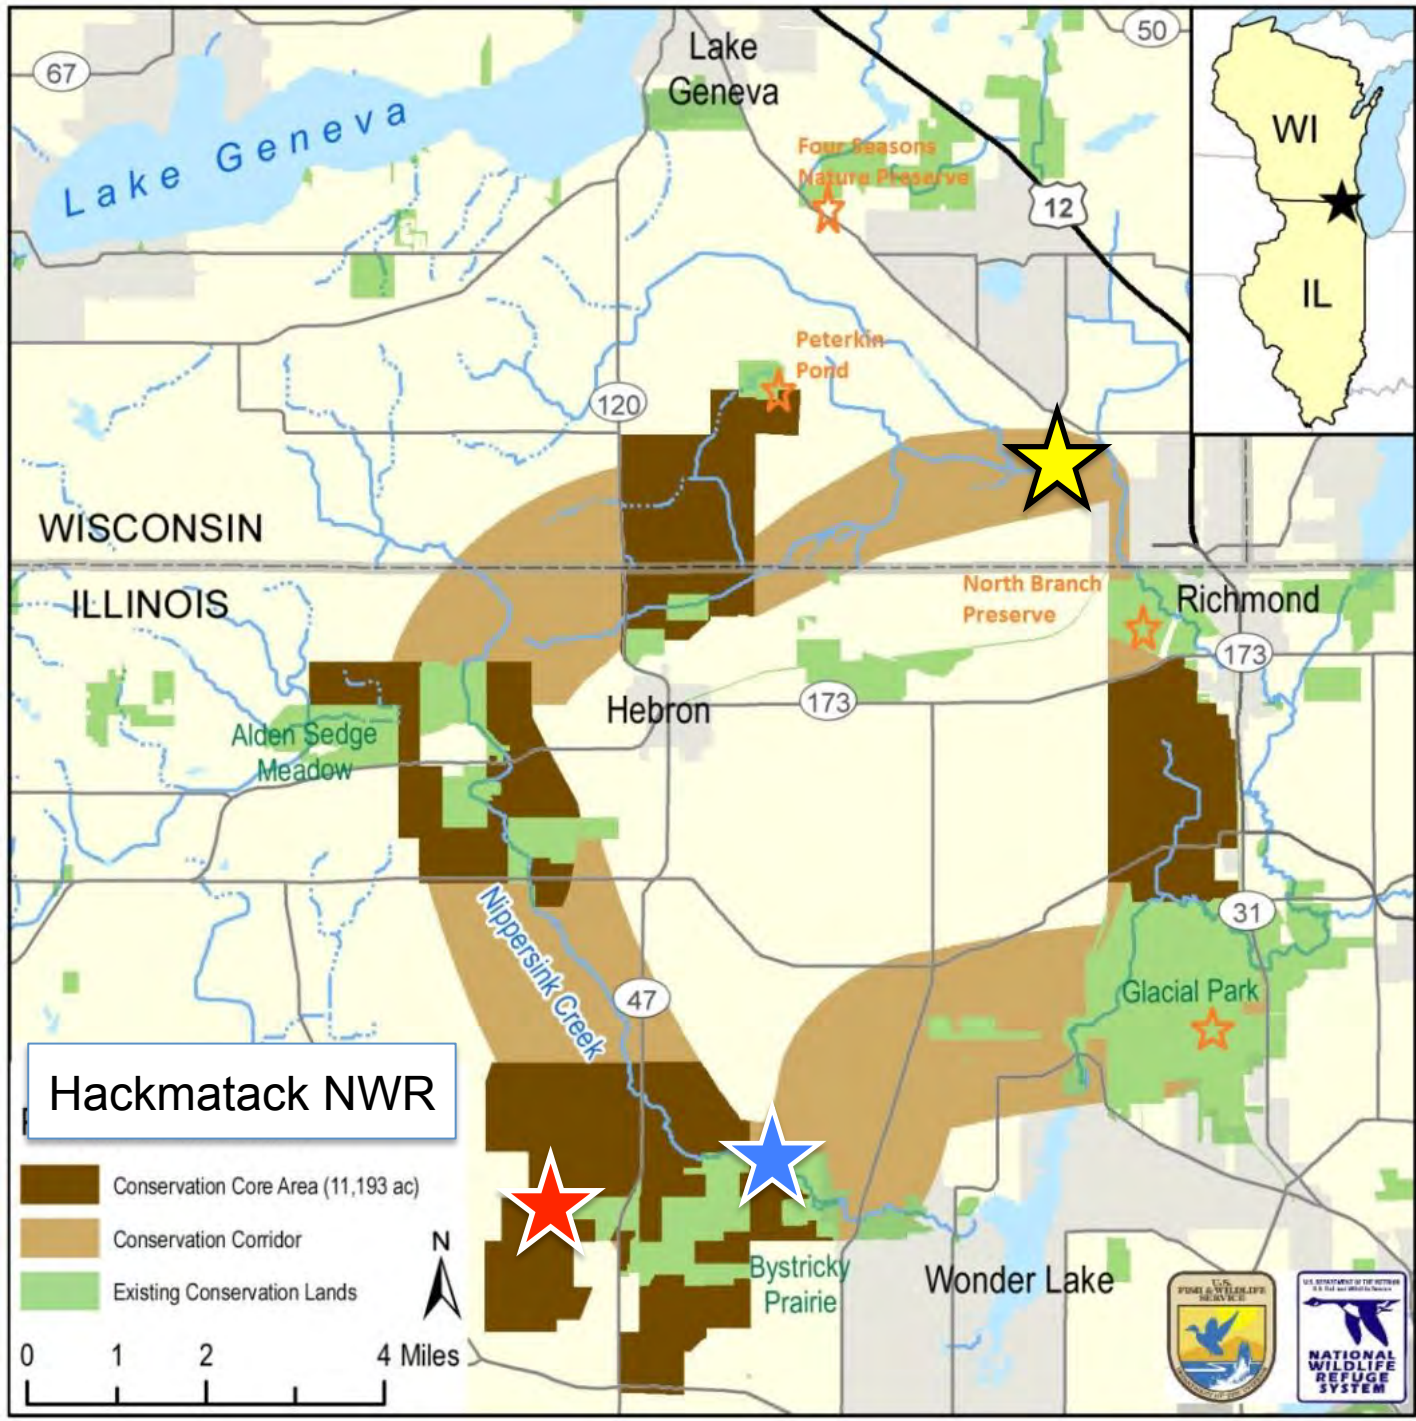 67
Lake
Geneva
50
Lake Geneva
Four Seasons
Nature Preserve
12
WI
IL
Peterkin
Pond
120
WISCONSIN
ILLINOIS
North Branch
Preserve
Richmond
173
Hebron
173
Alden Sedge
Meadow
Nippersink Creek
31
47
Glacial Park
Hackmatack NWR
Conservation Core Area (11,193 ac)
Conservation Corridor
Existing Conservation Lands
N
Bystricky
Prairie
Wonder Lake
0 1 2 4 Miles
U.S.
FISH & WILDLIFE
SERVICE
NATIONAL
WILDLIFE
REFUGE
SYSTEM